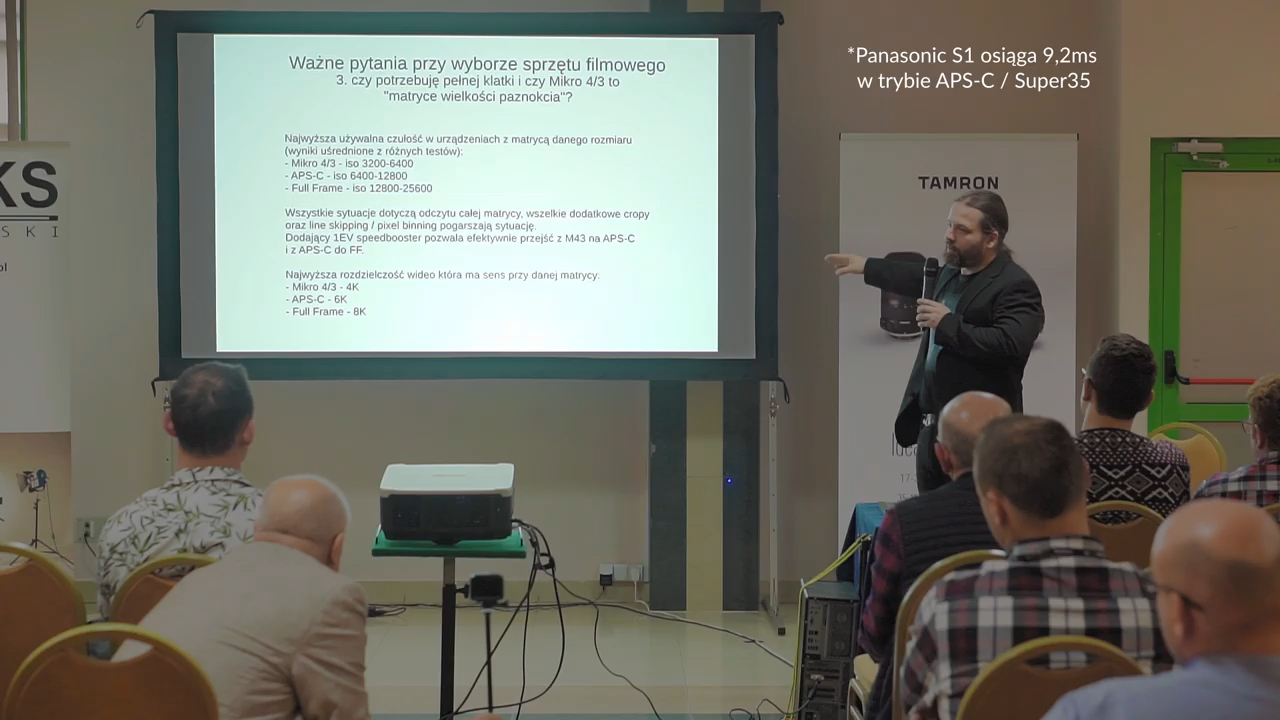 Ważne pytania przy wyborze sprzętu filmowego
3. czy potrzebuję pełnej klatki i czy Mikro 4/3 to
"matryce wielkości paznokcia"?
Najwyższa używalna czułość w urządzeniach z matrycą danego rozmiaru
(wyniki uśrednione z różnych testów):
- Mikro 4/3 - iso 3200-6400
- APS-C - iso 6400-12800
- Full Frame - iso 12800-25600
Wszystkie sytuacje dotyczą odczytu całej matrycy, wszelkie dodatkowe cropy
oraz line skipping / pixel binning pogarszają sytuację.
Dodający 1EV speedbooster pozwala efektywnie przejść z M43 na APS-C
i z APS-C do FF.
Najwyższa rozdzielczość wideo która ma sens przy danej matrycy:
- Mikro 4/3 - 4K
- APS-C - 6K
- Full Frame - 8K
*Panasonic S1 osiąga 9,2ms
w trybie APS-C / Super35
TAMRON
KS
SKI